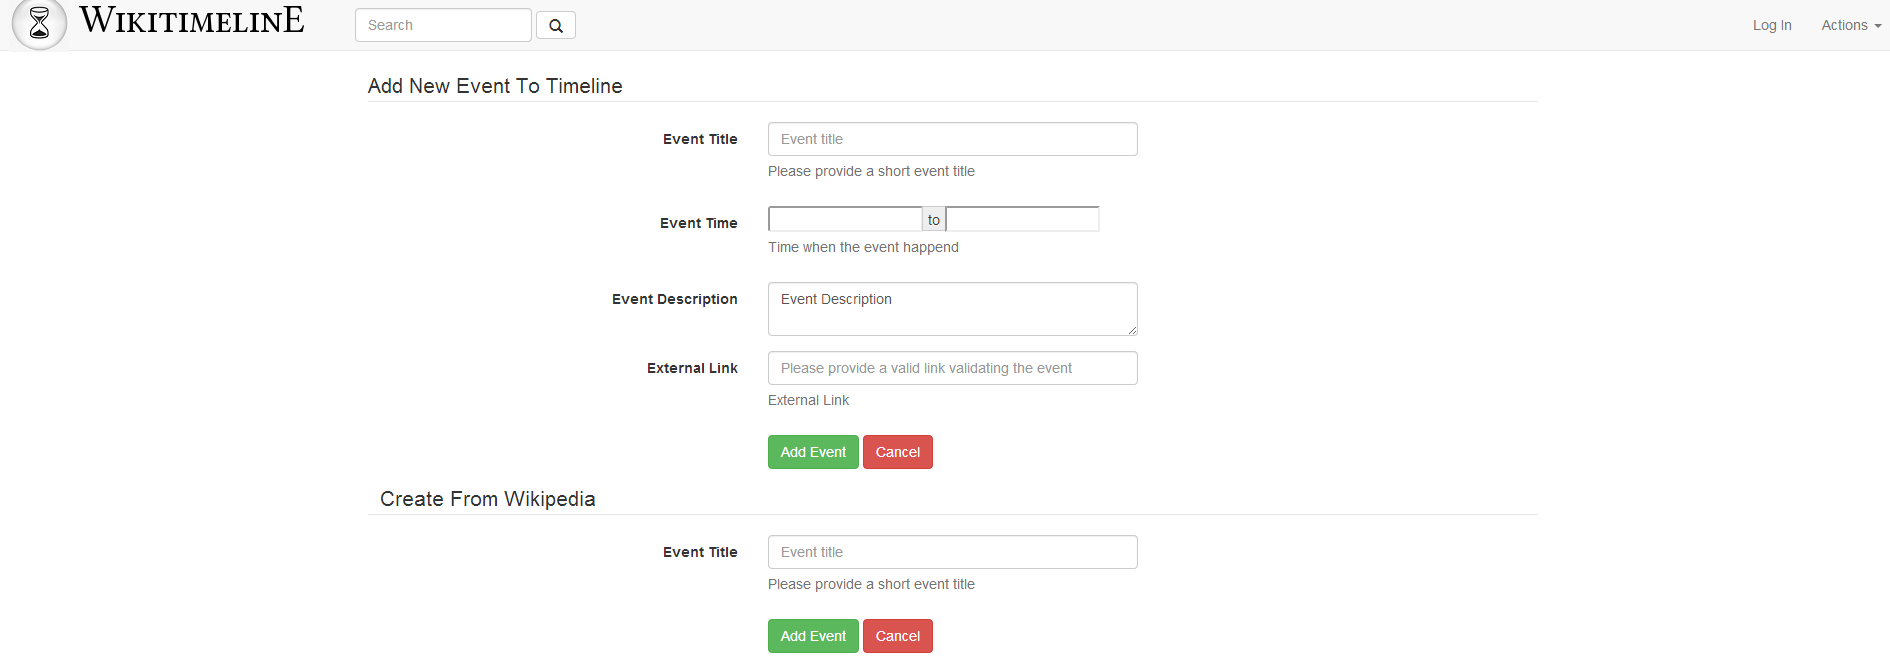 WIKITIMELINE Search Log In Actions
Add New Event To Timeline
Event Title Event title
Please provide a short event title
Event Time to
Time when the event happend
Event Description Event Description
External Link Please provide a valid link validating the event
External Link
Add Event Cancel
Create From Wikipedia
Event Title Event title
Please provide a short event title
Add Event Cancel